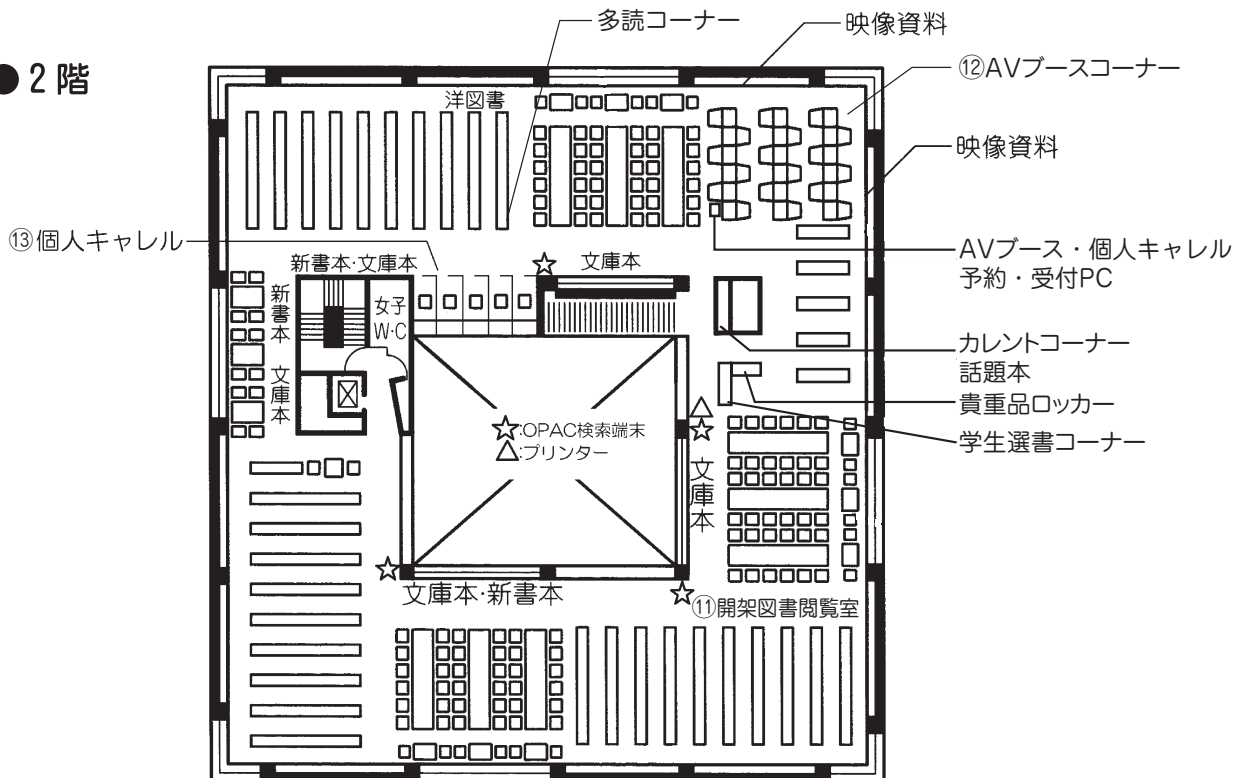 ●2階
多読コーナー
映像資料
⑫AVブースコーナー
洋図書
映像資料
⑬個人キャレル
AVブース・個人キャレル
予約・受付PC
新書本・文庫本
文庫本
新書本
文庫本
女子
W・C
カレントコーナー
話題本
貴重品ロッカー
学生選書コーナー
☆:OPAC検索端末
△:プリンター
文庫本
文庫本・新書本
⑪開架図書閲覧室